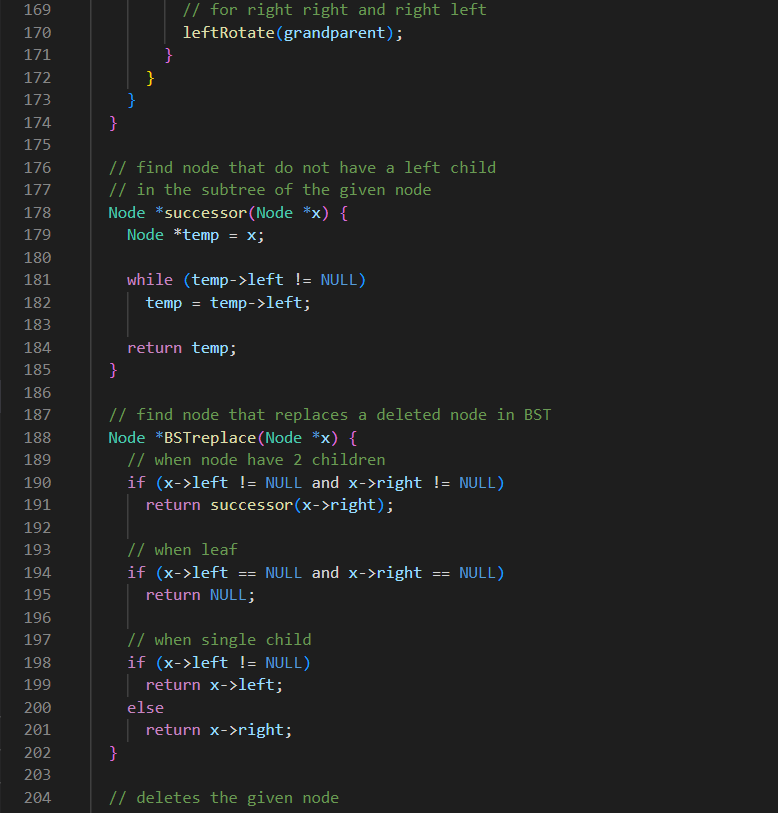 169 // for right right and right left
170 leftRotate(grandparent);
171 }
172 }
173 }
174 }
175
176 // find node that do not have a left child
177 // in the subtree of the given node
178 Node *successor(Node *x) {
179 Node *temp = x;
180
181 while (temp->left != NULL)
182 temp = temp->left;
183
184 return temp;
185 }
186
187 // find node that replaces a deleted node in BST
188 Node *BSTreplace(Node *x) {
189 // when node have 2 children
190 if (x->left != NULL and x->right != NULL)
191 return successor(x->right);
192
193 // when leaf
194 if (x->left == NULL and x->right == NULL)
195 return NULL;
196
197 // when single child
198 if (x->left != NULL)
199 return x->left;
200 else
201 return x->right;
202 }
203
204 // deletes the given node